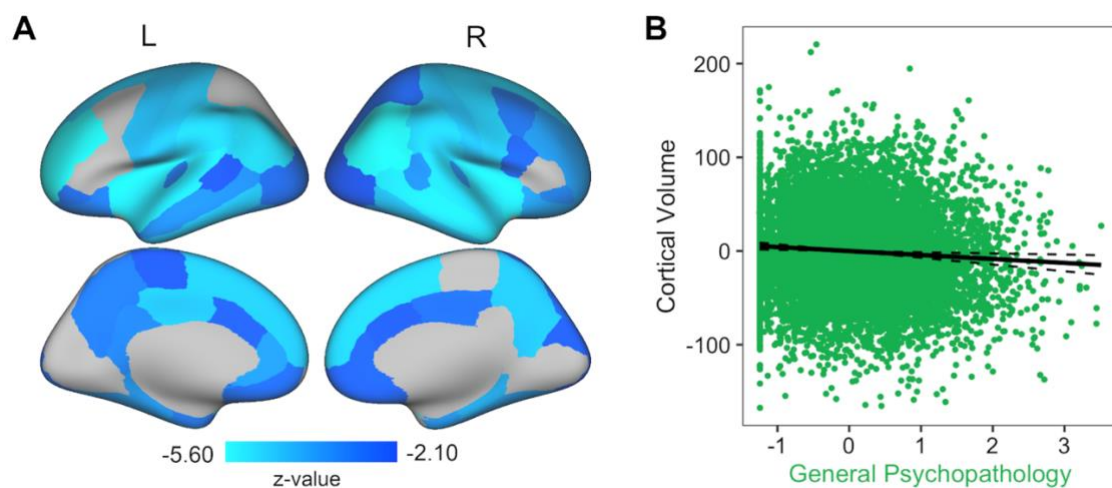 A
L
R
-5.60
-2.10
z-value
B
Cortical Volume
200
100
0
-100
-1
0
1
2
3
General Psychopathology